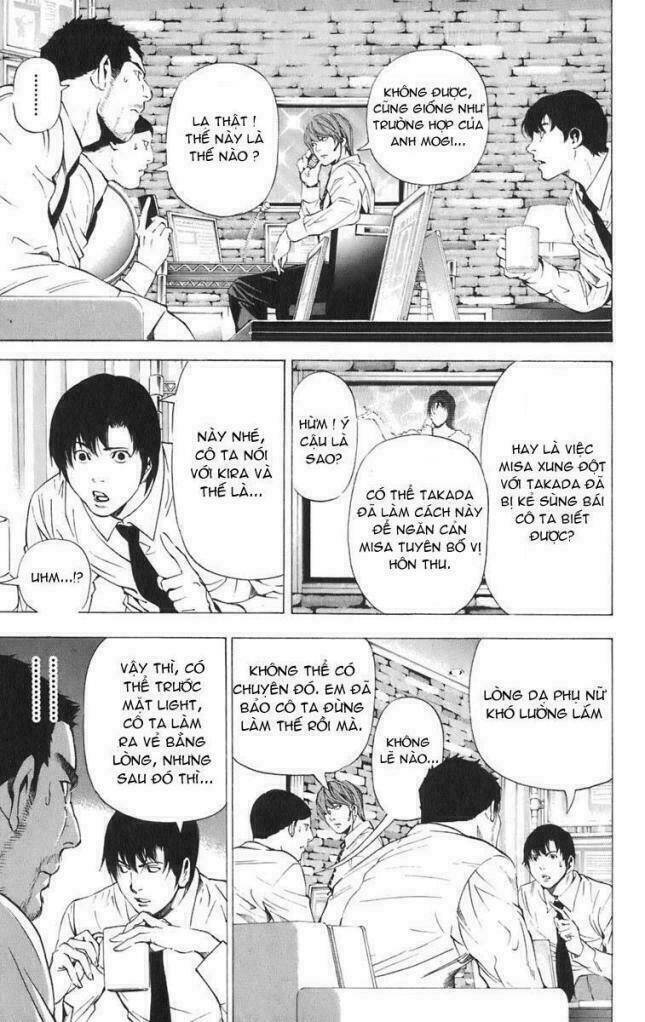 KHÔNG ĐƯỢC,
CŨNG GIỐNG NHƯ
TRƯỜNG HỢP CỦA
ANH MOGI...
LẠ THẬT !
THẾ NÀY LÀ
THẾ NÀO ?
........
HAY LÀ VIỆC
MISA XUNG ĐỘT
VỚI TAKADA ĐÃ
BỊ KẺ SÙNG BÁI
CÔ TA BIẾT
ĐƯỢC?
HỪM ! Ý
CẬU LÀ
SAO?
CÓ THỂ TAKADA
ĐÃ LÀM CÁCH NÀY
ĐỂ NGĂN CẢN
MISA TUYÊN BỐ VỊ
HÔN THU.
NÀY NHÉ,
CÔ TA NÓI
VỚI KIRA VÀ
THẾ LÀ...
UHM...!?
LÒNG DẠ PHỤ NỮ
KHÓ LƯỜNG LẮM
KHÔNG THỂ CÓ
CHUYỆN ĐÓ. EM ĐÃ
BẢO CÔ TA ĐỪNG
LÀM THẾ RỒI MÀ.
KHÔNG
LẼ NÀO...
VẬY THÌ, CÓ
THỂ TRƯỚC
MẶT LIGHT,
CÔ TA LÀM
RA VẺ BẰNG
LÒNG, NHƯNG
SAU ĐÓ THÌ...
........